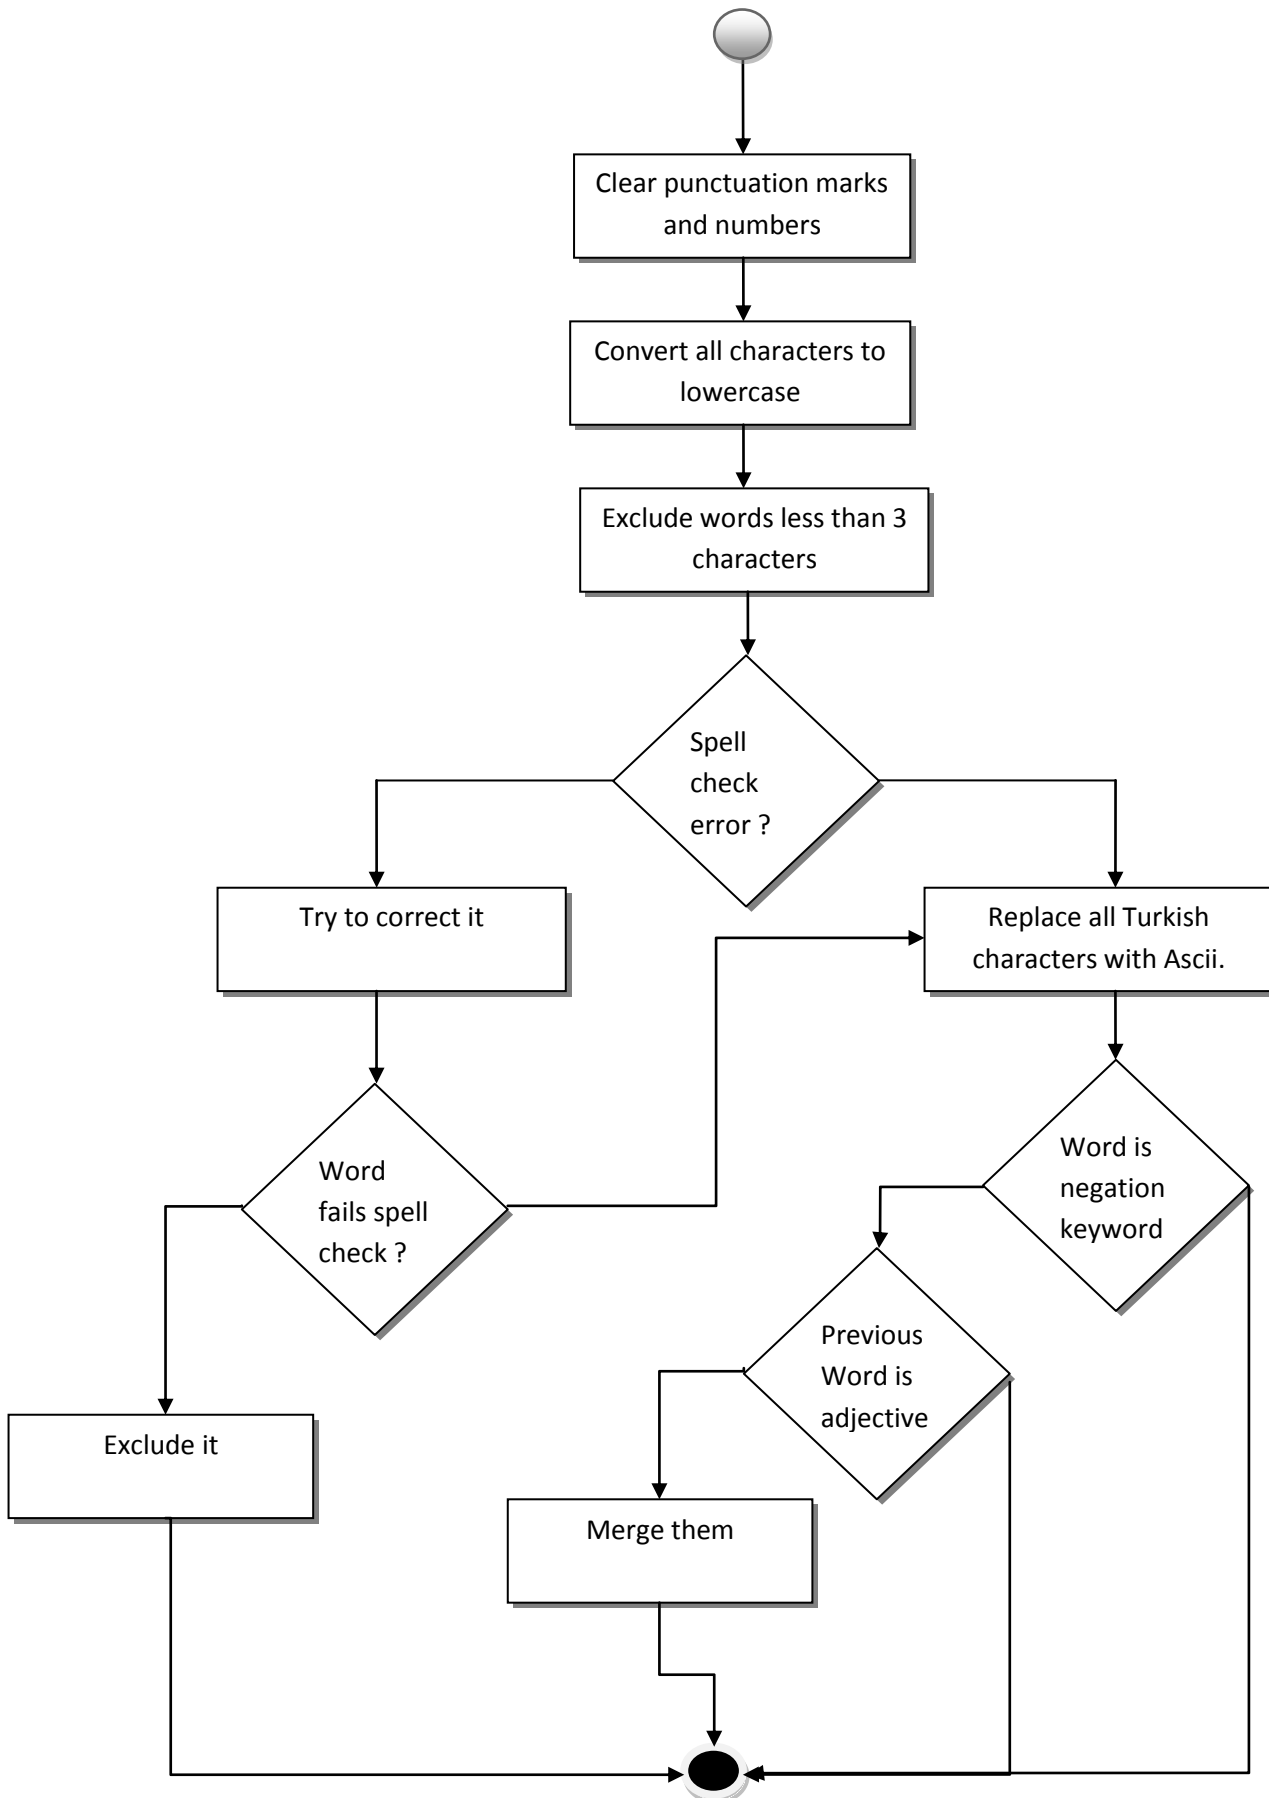 Clear punctuation marks
and numbers
Convert all characters to
lowercase
Exclude words less than 3
characters
Spell
check
error ?
Try to correct it
Replace all Turkish
characters with Ascii.
Word
fails spell
check ?
Word is
negation
keyword
Previous
Word is
adjective
Exclude it
Merge them